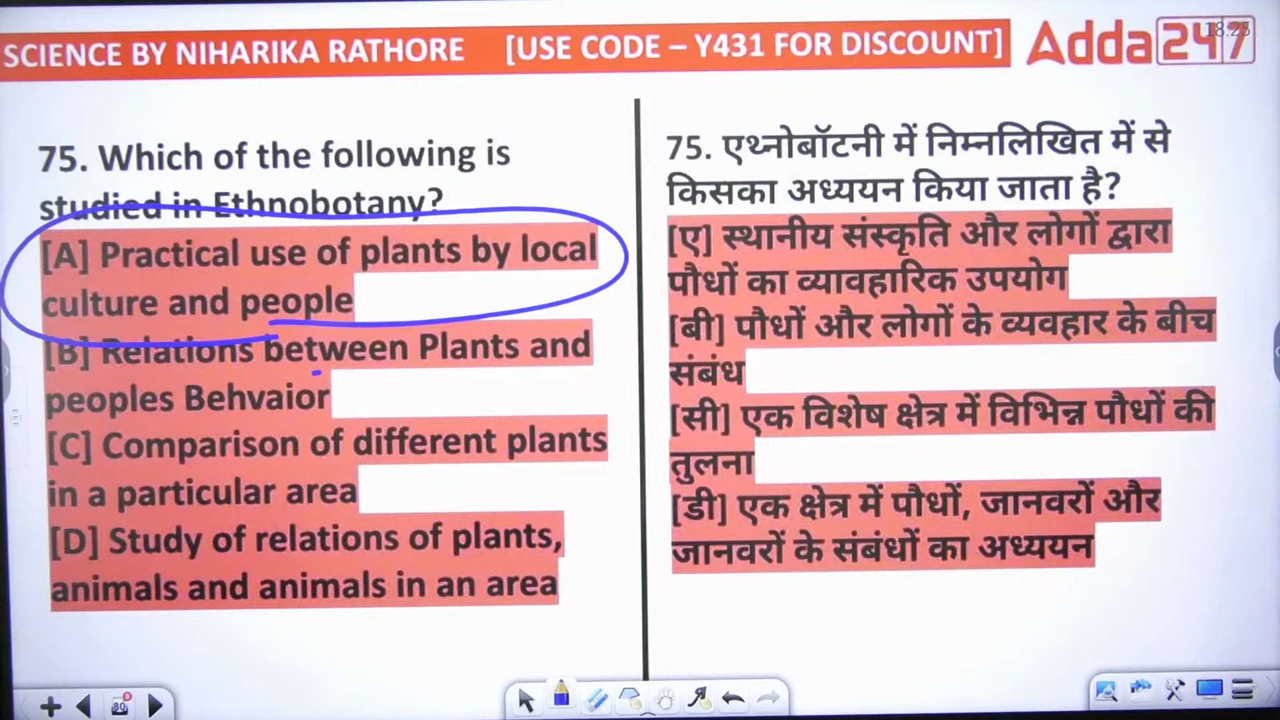 SCIENCE BY NIHARIKA RATHORE [USE CODE – Y431 FOR DISCOUNT]
Adda247
18:25
75. Which of the following is
studied in Ethnobotany?
[A] Practical use of plants by local
culture and people
[B] Relations between Plants and
peoples Behvaior
[C] Comparison of different plants
in a particular area
[D] Study of relations of plants,
animals and animals in an area
75. एथ्नोबॉटनी में निम्नलिखित में से
किसका अध्ययन किया जाता है?
[ए] स्थानीय संस्कृति और लोगों द्वारा
पौधों का व्यावहारिक उपयोग
[बी] पौधों और लोगों के व्यवहार के बीच
संबंध
[सी] एक विशेष क्षेत्र में विभिन्न पौधों की
तुलना
[डी] एक क्षेत्र में पौधों, जानवरों और
जानवरों के संबंधों का अध्ययन
80